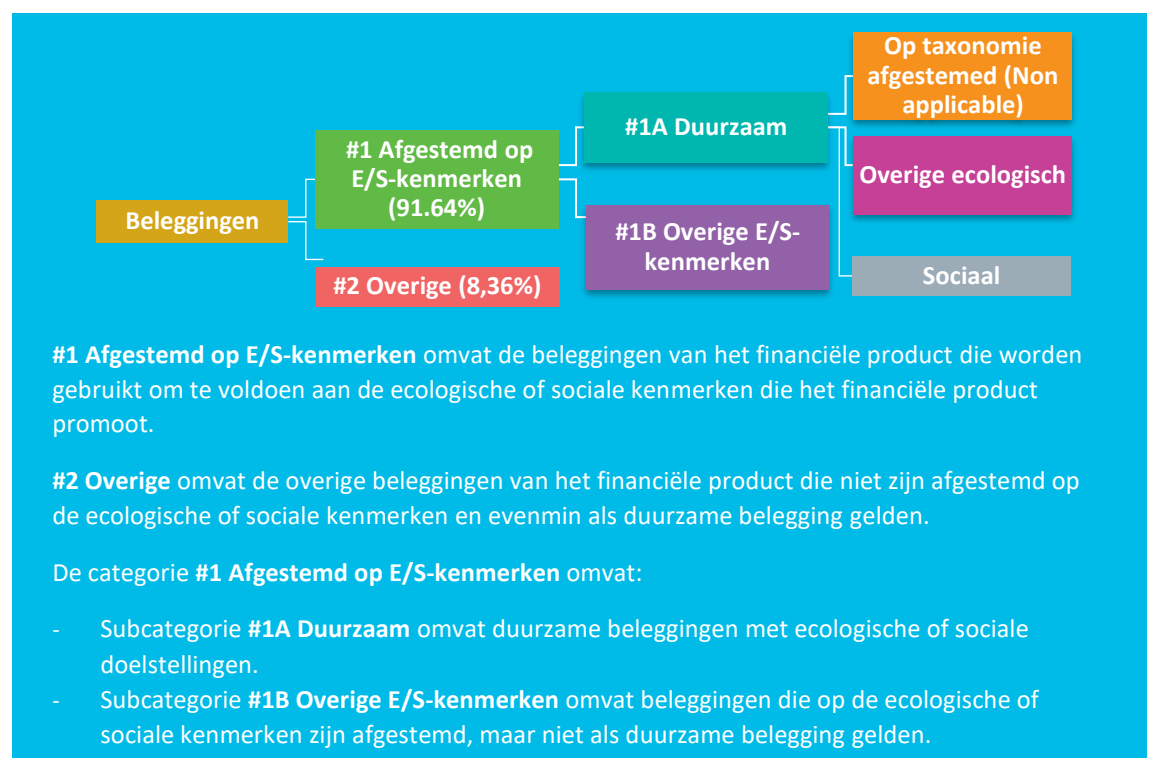 Beleggingen
#1 Afgestemd op
E/S-kenmerken
(91.64%)
#2 Overige (8,36%)
#1A Duurzaam
#1B Overige E/S-
kenmerken
Op taxonomie
afgestemed (Non
applicable)
Overige ecologisch
Sociaal
#1 Afgestemd op E/S-kenmerken omvat de beleggingen van het financiële product die worden
gebruikt om te voldoen aan de ecologische of sociale kenmerken die het financiële product
promoot.
#2 Overige omvat de overige beleggingen van het financiële product die niet zijn afgestemd op
de ecologische of sociale kenmerken en evenmin als duurzame belegging gelden.
De categorie #1 Afgestemd op E/S-kenmerken omvat:
- Subcategorie #1A Duurzaam omvat duurzame beleggingen met ecologische of sociale
doelstellingen.
- Subcategorie #1B Overige E/S-kenmerken omvat beleggingen die op de ecologische of
sociale kenmerken zijn afgestemd, maar niet als duurzame belegging gelden.